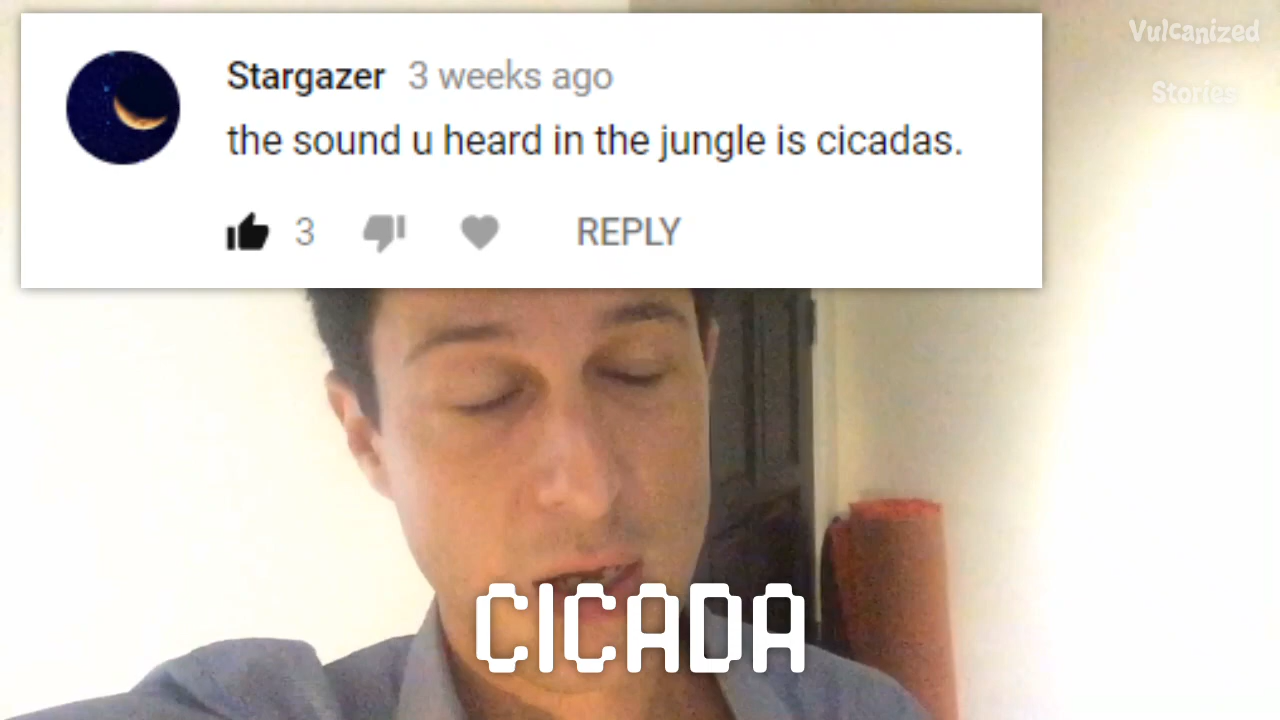 Vulcanized
Stories
Stargazer 3 weeks ago
the sound u heard in the jungle is cicadas.
3 REPLY
CICADA